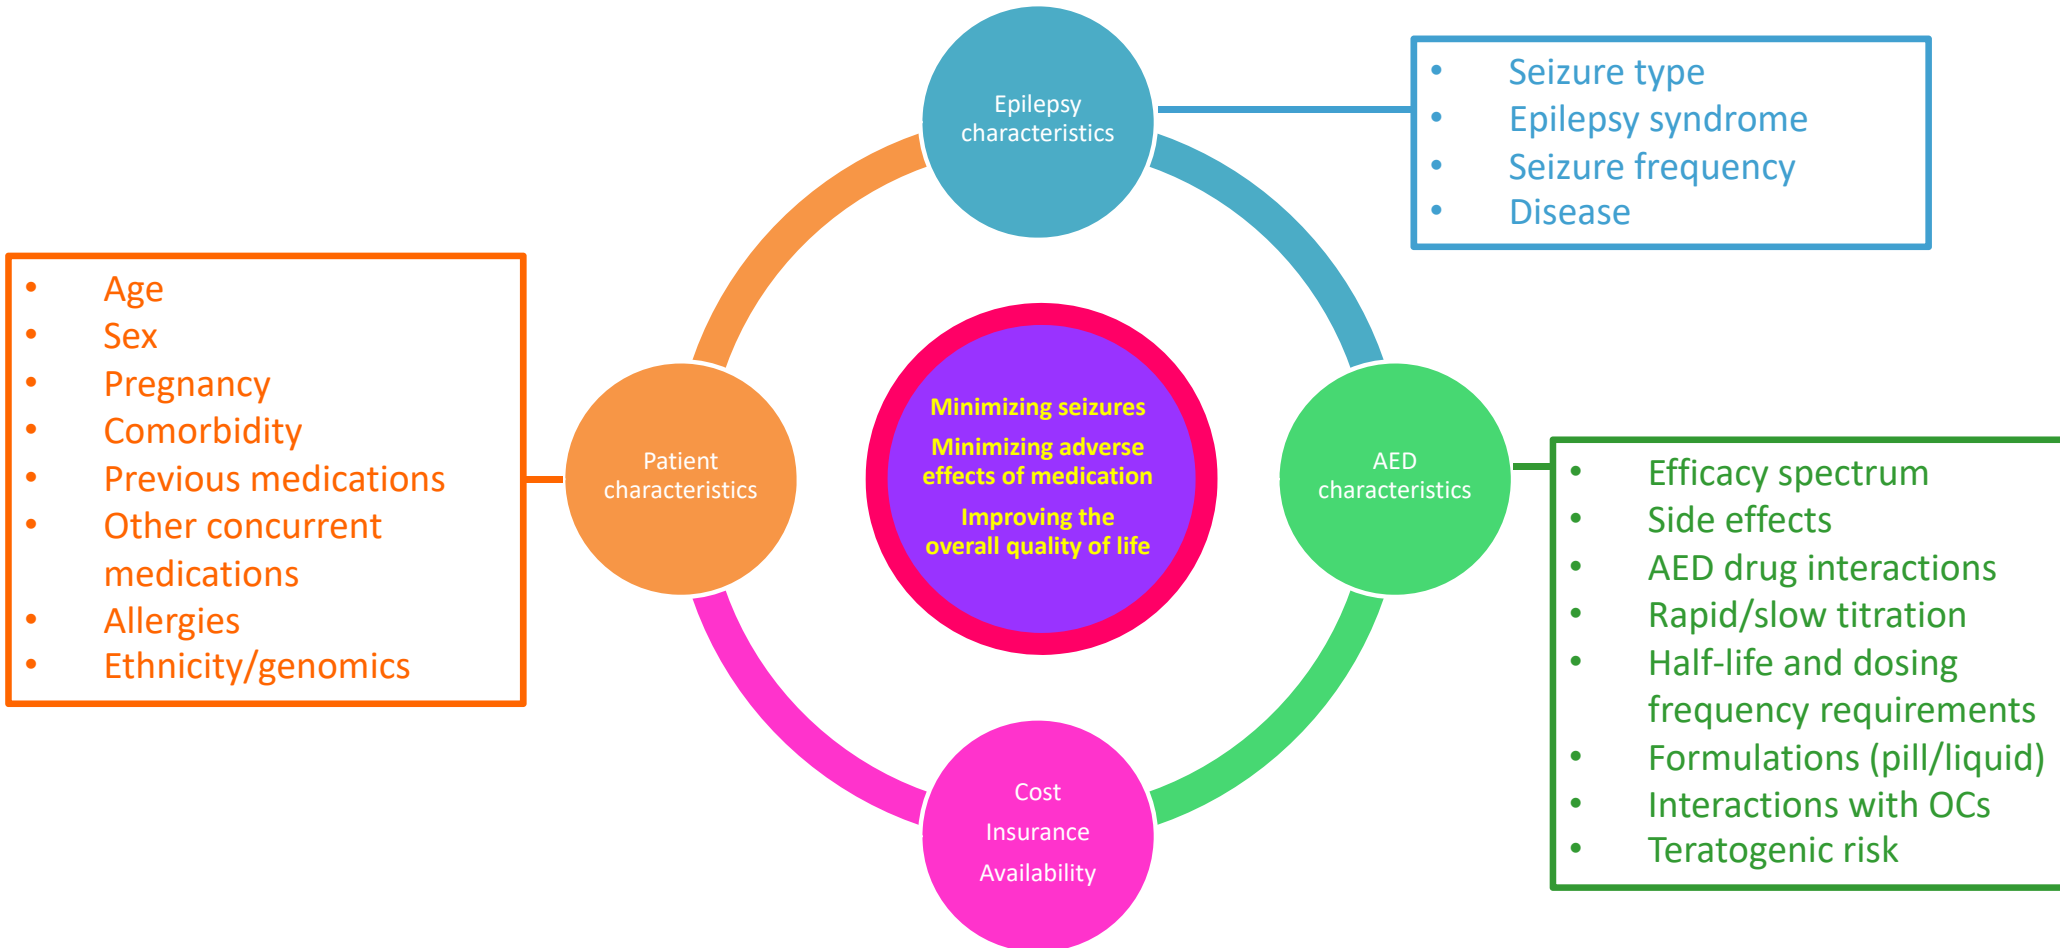 Epilepsy
characteristics
• Seizure type
• Epilepsy syndrome
• Seizure frequency
• Disease
• Age
• Sex
• Pregnancy
• Comorbidity
• Previous medications
• Other concurrent
medications
• Allergies
• Ethnicity/genomics
Patient
characteristics
Minimizing seizures
Minimizing adverse
effects of medication
Improving the
overall quality of life
AED
characteristics
• Efficacy spectrum
• Side effects
• AED drug interactions
• Rapid/slow titration
• Half-life and dosing
frequency requirements
• Formulations (pill/liquid)
• Interactions with OCs
• Teratogenic risk
Cost
Insurance
Availability